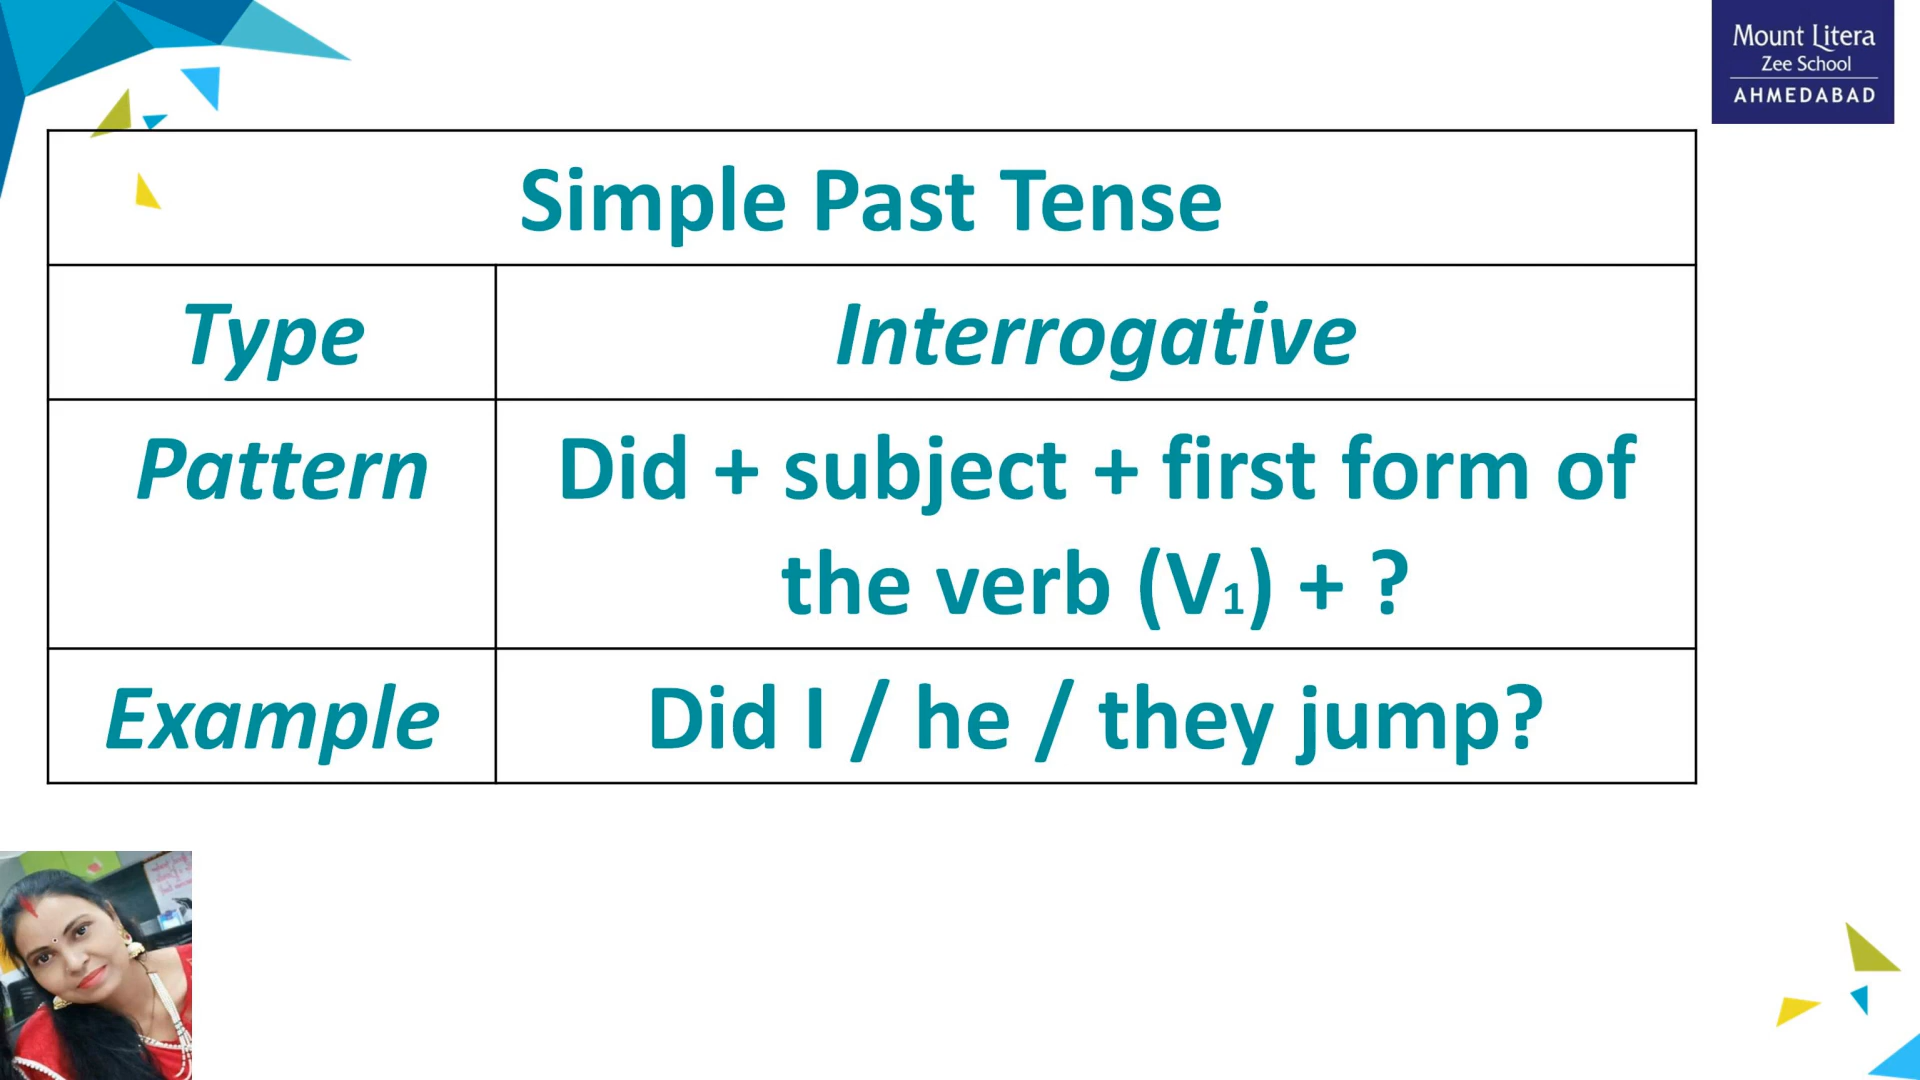 Mount Litera
Zee School
AHMEDABAD
Simple Past Tense
Type
Interrogative
Pattern
Did + subject + first form of
the verb (V₁) + ?
Example
Did I / he / they jump?